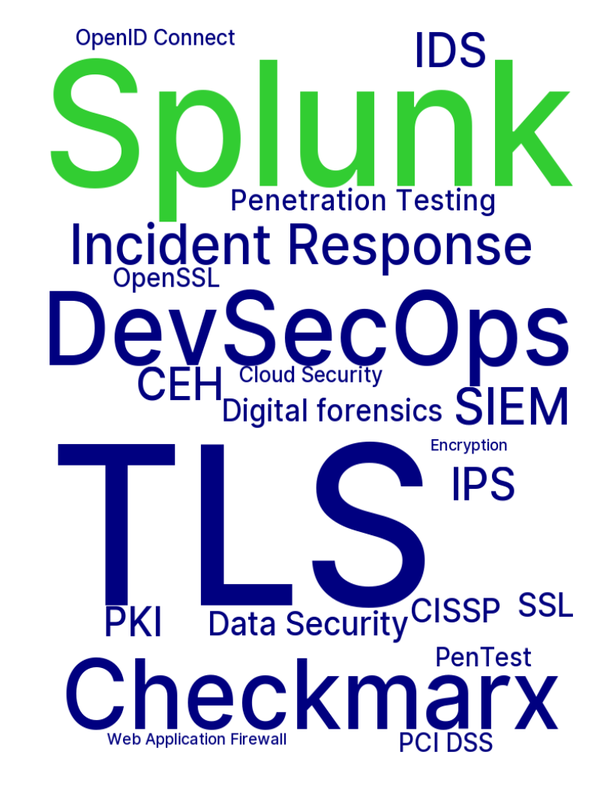 OpenID Connect
IDS
Splunk
Penetration Testing
Incident Response
OpenSSL
DevSecOps
CEH
Cloud Security
Digital forensics
SIEM
TLS
Encryption
IPS
PKI
Data Security
CISSP
SSL
PenTest
Checkmarx
Web Application Firewall
PCI DSS